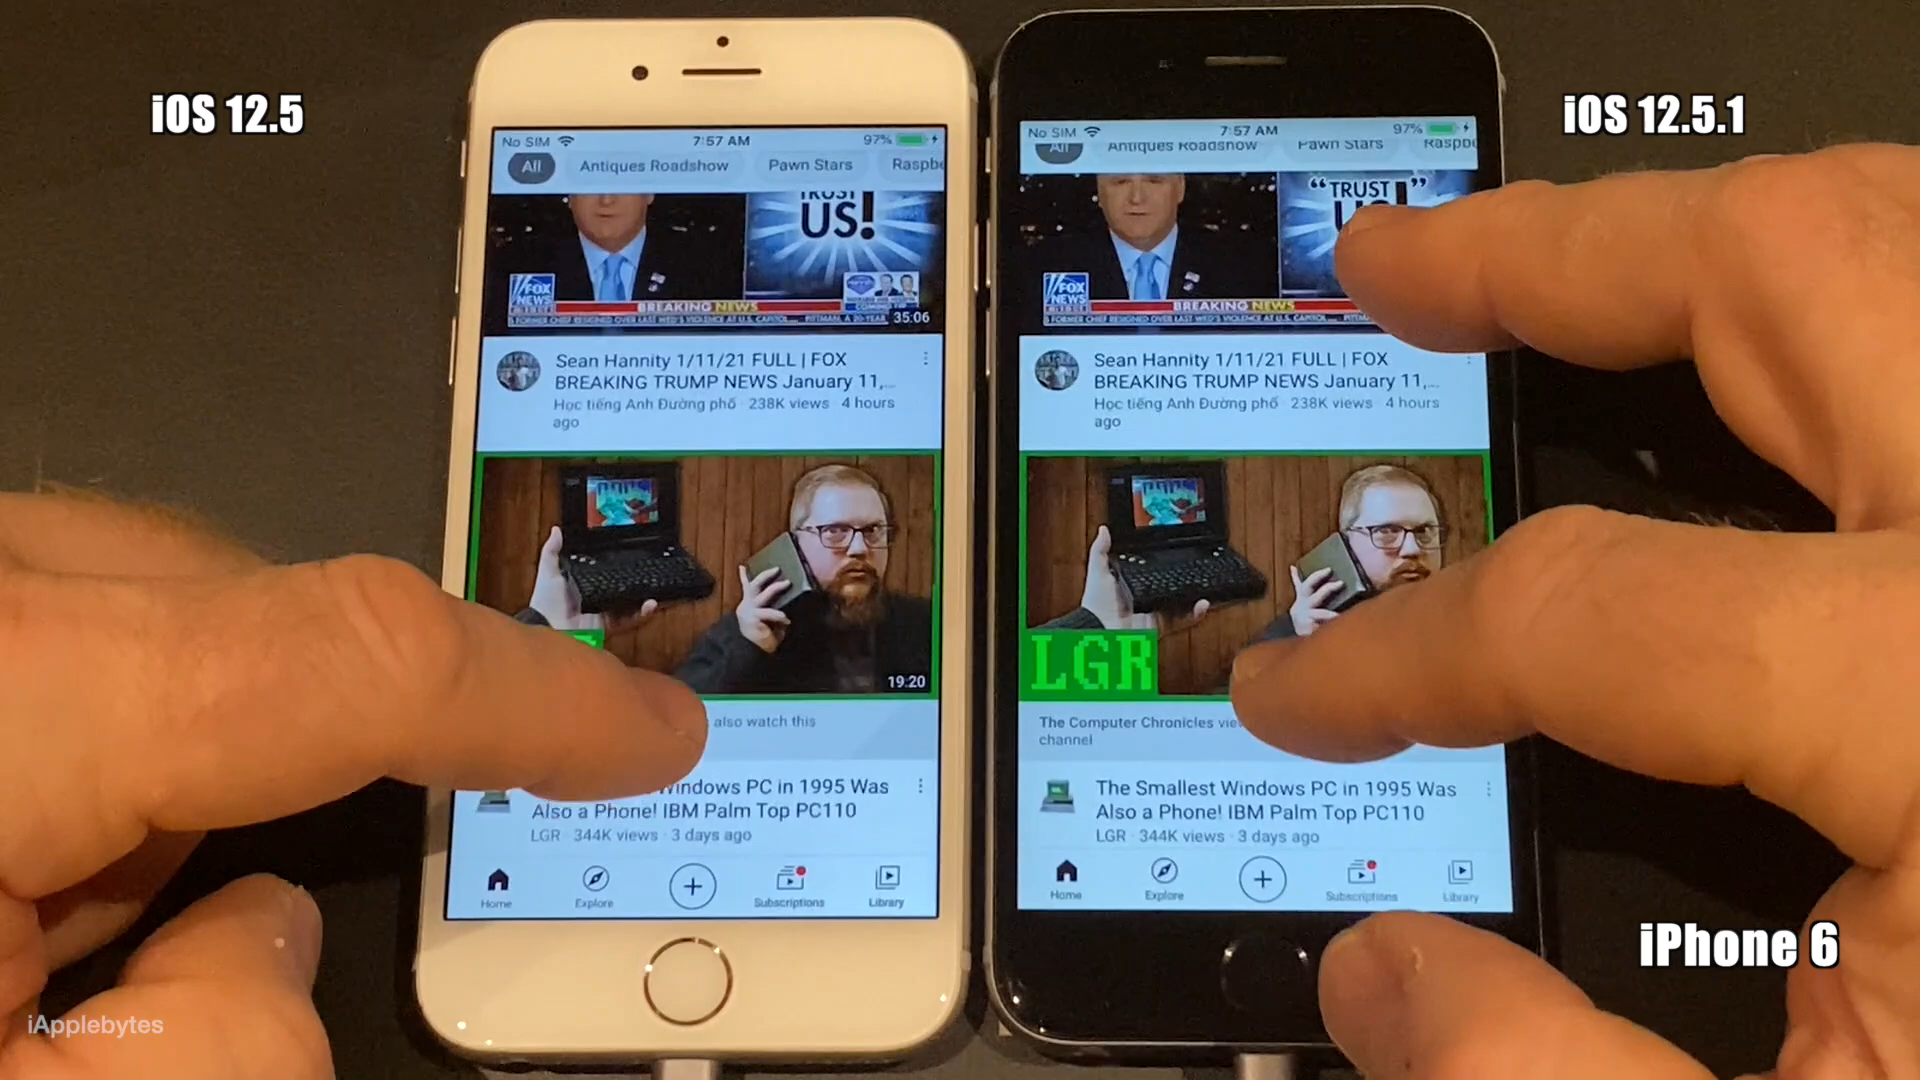 iOS 12.5
iOS 12.5.1
iPhone 6
iApplebytes
No SIM 7:57 AM 97%
All Antiques Roadshow Pawn Stars Raspbe
TRUST
US!
FOX
NEWS
BREAKING NEWS
35:06
Sean Hannity 1/11/21 FULL | FOX
BREAKING TRUMP NEWS January 11,...
Học tiếng Anh Đường phố · 238K views · 4 hours
ago
19:20
also watch this
Windows PC in 1995 Was
Also a Phone! IBM Palm Top PC110
LGR · 344K views · 3 days ago
Home Explore Subscriptions Library
No SIM 7:57 AM 97%
All Antiques Roadshow Pawn Stars Raspb
“TRUST ”
US!
FOX
NEWS
BREAKING NEWS
Sean Hannity 1/11/21 FULL | FOX
BREAKING TRUMP NEWS January 11,...
Học tiếng Anh Đường phố · 238K views · 4 hours
ago
LGR
The Computer Chronicles vie
channel
The Smallest Windows PC in 1995 Was
Also a Phone! IBM Palm Top PC110
LGR · 344K views · 3 days ago
Home Explore Subscriptions Library